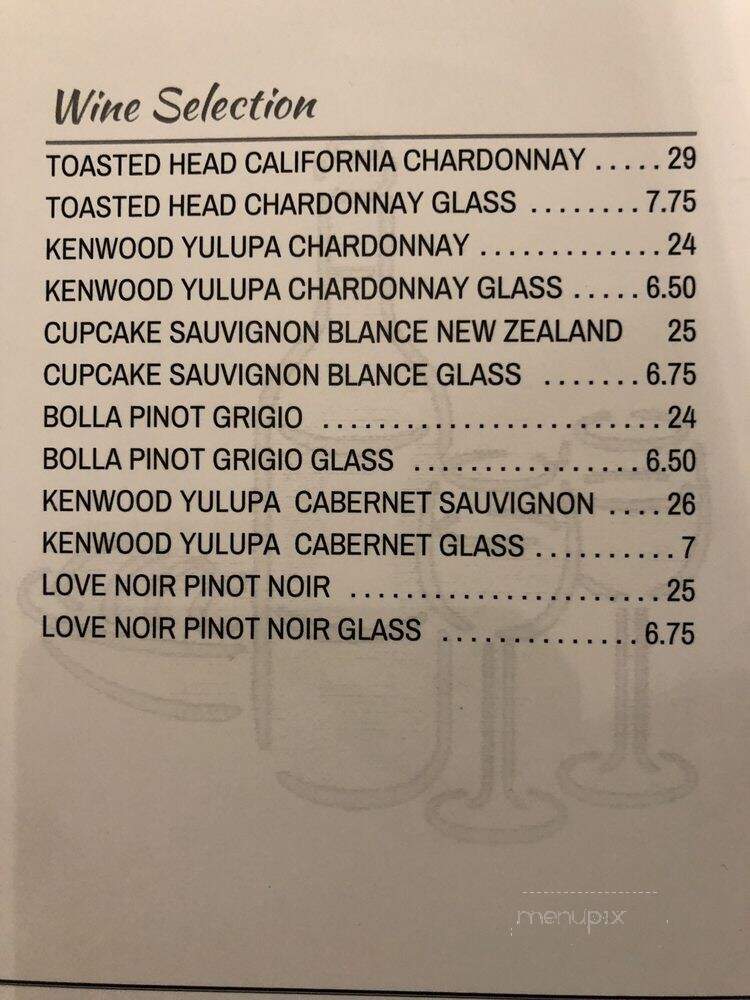 Wine Selection
TOASTED HEAD CALIFORNIA CHARDONNAY ..... 29
TOASTED HEAD CHARDONNAY GLASS ........ 7.75
KENWOOD YULUPA CHARDONNAY ............. 24
KENWOOD YULUPA CHARDONNAY GLASS ..... 6.50
CUPCAKE SAUVIGNON BLANCE NEW ZEALAND 25
CUPCAKE SAUVIGNON BLANCE GLASS ....... 6.75
BOLLA PINOT GRIGIO ........................ 24
BOLLA PINOT GRIGIO GLASS ................ 6.50
KENWOOD YULUPA CABERNET SAUVIGNON .... 26
KENWOOD YULUPA CABERNET GLASS .......... 7
LOVE NOIR PINOT NOIR ...................... 25
LOVE NOIR PINOT NOIR GLASS .............. 6.75
menupix